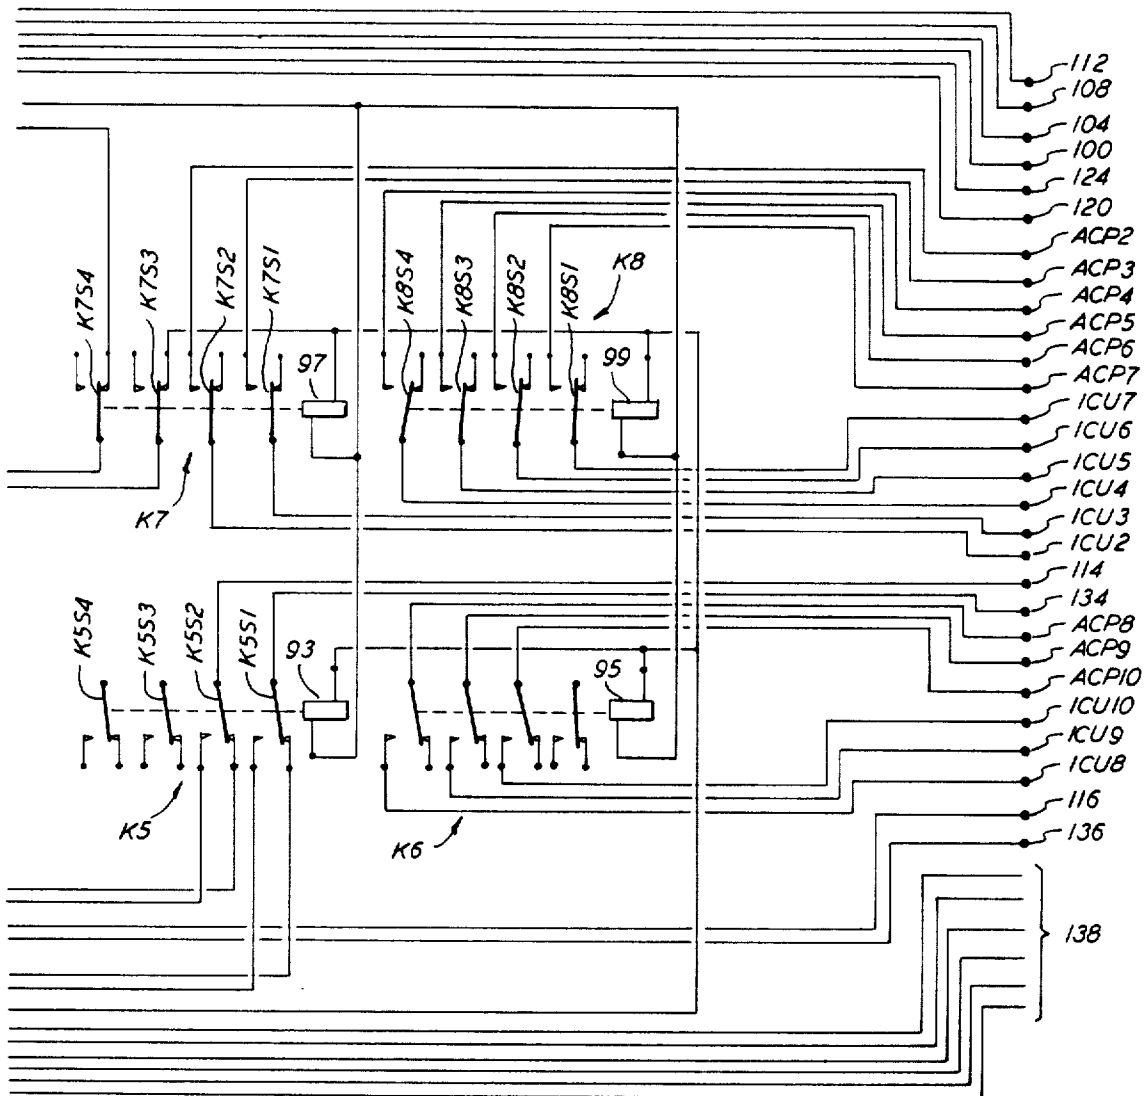 112
108
104
100
124
120
ACP2
ACP3
ACP4
ACP5
ACP6
ACP7
ICU7
ICU6
ICU5
ICU4
ICU3
ICU2
114
134
ACP8
ACP9
ACP10
ICU10
ICU9
ICU8
116
136
138
K7S4
K7S3
K7S2
K7S1
97
K7
K8S4
K8S3
K8S2
K8S1
K8
99
K5S4
K5S3
K5S2
K5S1
93
K5
95
K6